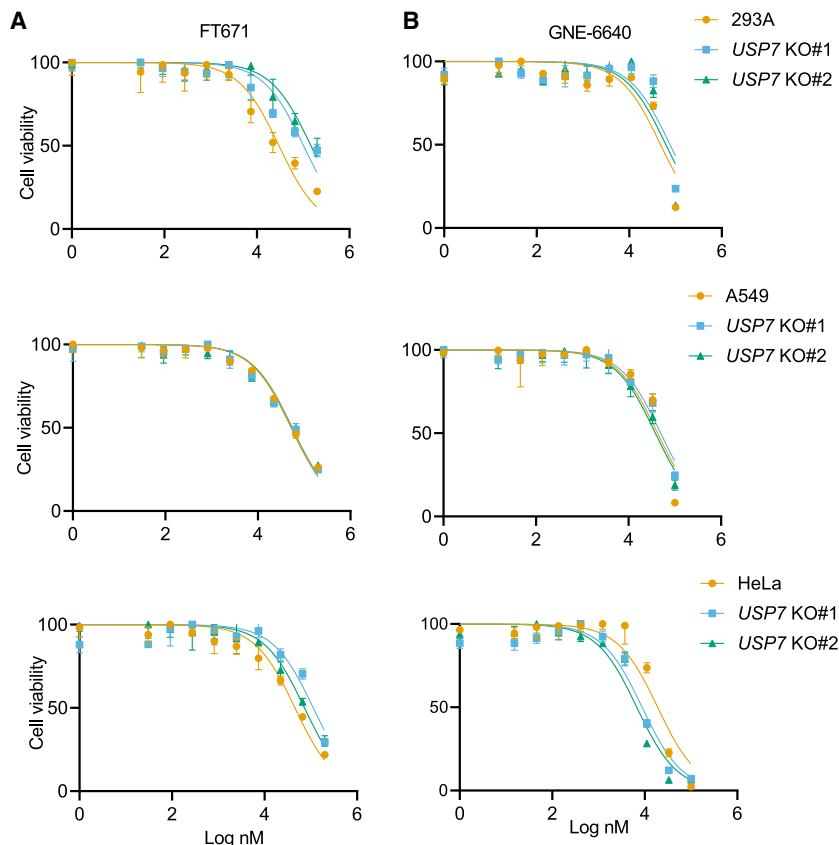 A
FT671
B
GNE-6640
293A
USP7 KO#1
USP7 KO#2
Cell viability
100
50
0
0 2 4 6
100
50
0
0 2 4 6
A549
USP7 KO#1
USP7 KO#2
Cell viability
100
50
0
0 2 4 6
100
50
0
0 2 4 6
HeLa
USP7 KO#1
USP7 KO#2
Cell viability
100
50
0
0 2 4 6
Log nM
100
50
0
0 2 4 6
Log nM